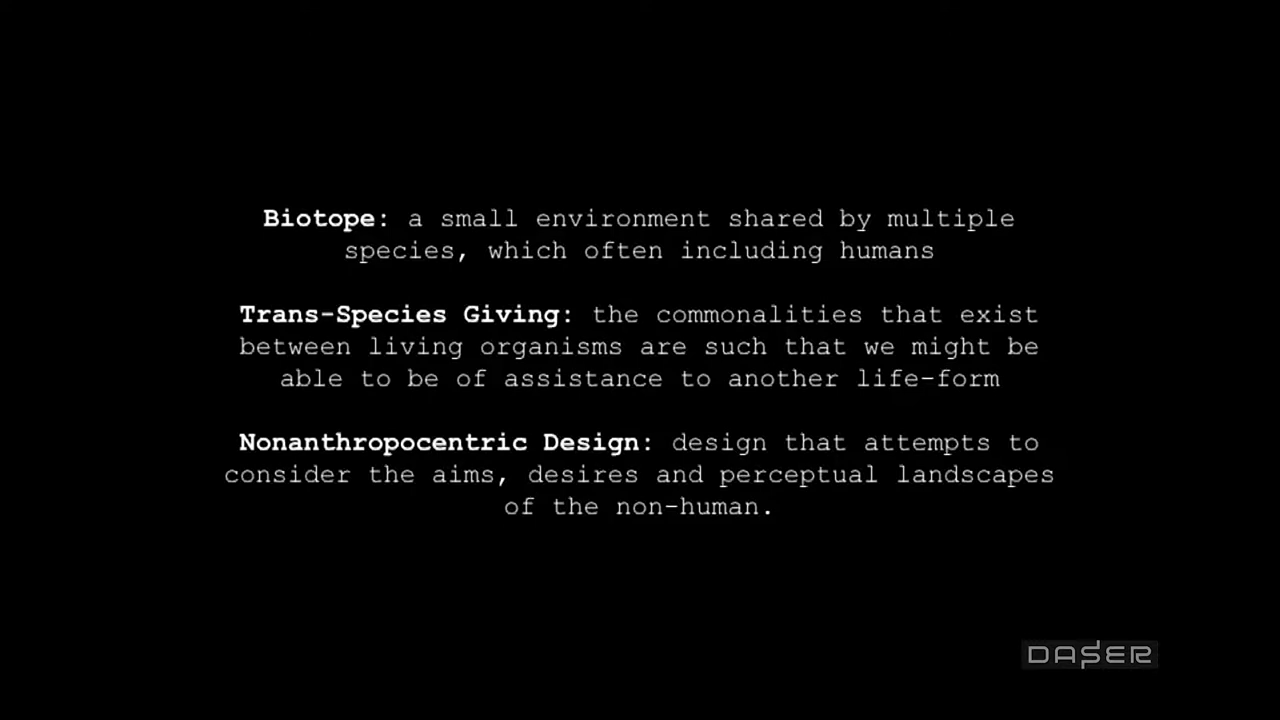 Biotope: a small environment shared by multiple
species, which often including humans
Trans-Species Giving: the commonalities that exist
between living organisms are such that we might be
able to be of assistance to another life-form
Nonanthropocentric Design: design that attempts to
consider the aims, desires and perceptual landscapes
of the non-human.
DASER